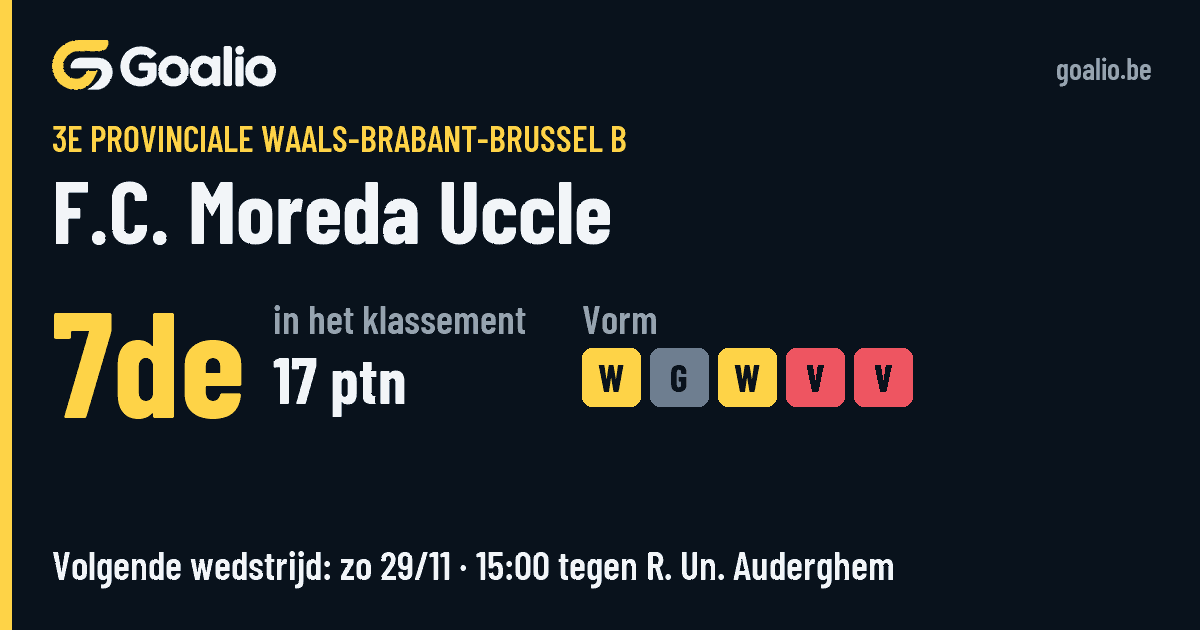 Goalio
goalio.be
3E PROVINCIALE WAALS-BRABANT-BRUSSEL B
F.C. Moreda Uccle
7de
in het klassement
17 ptn
Vorm
W G W V V
Volgende wedstrijd: zo 29/11 · 15:00 tegen R. Un. Auderghem